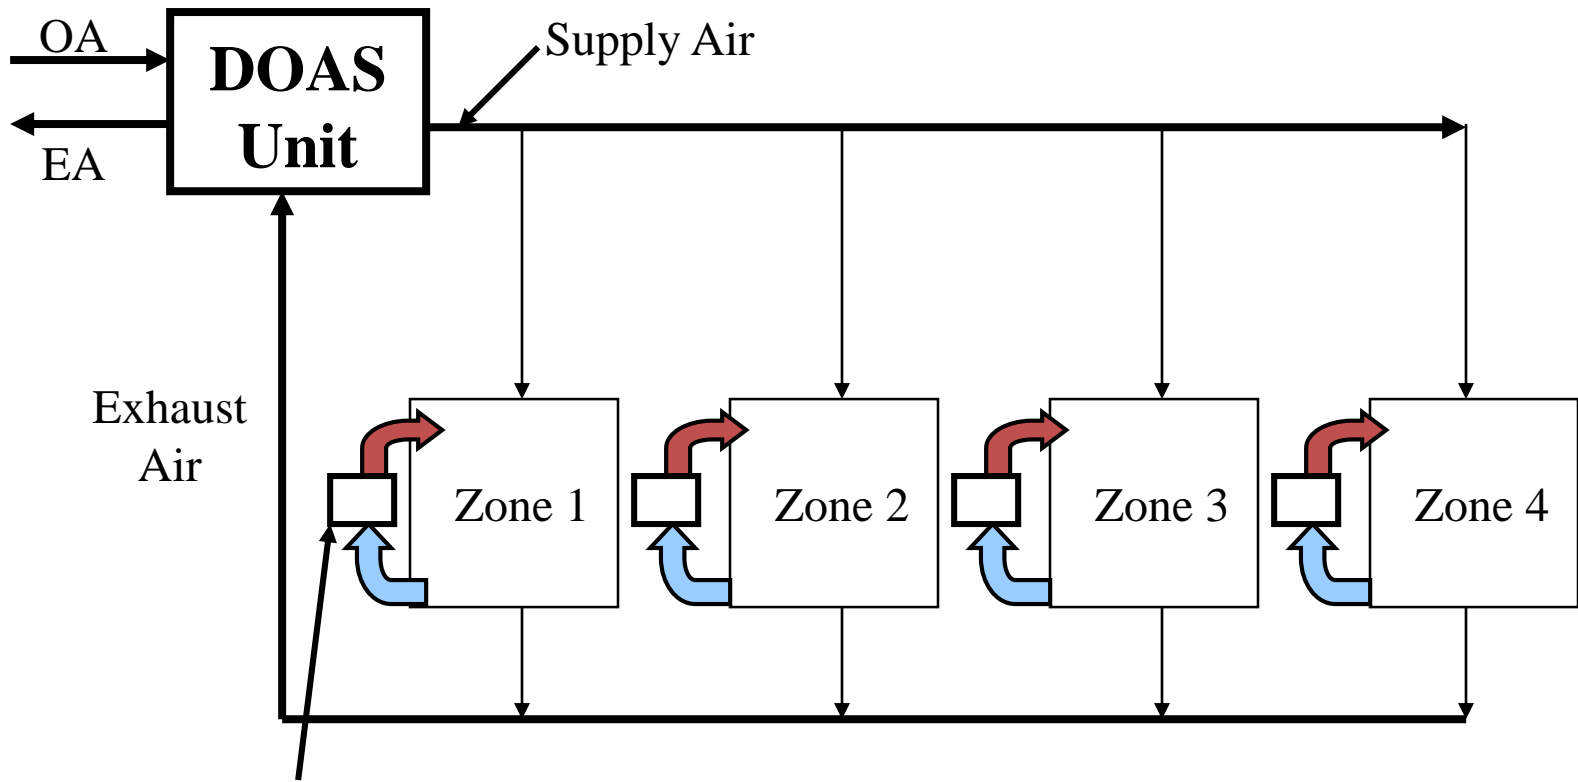 OA
EA
DOAS
Unit
Supply Air
Exhaust
Air
Zone 1
Zone 2
Zone 3
Zone 4